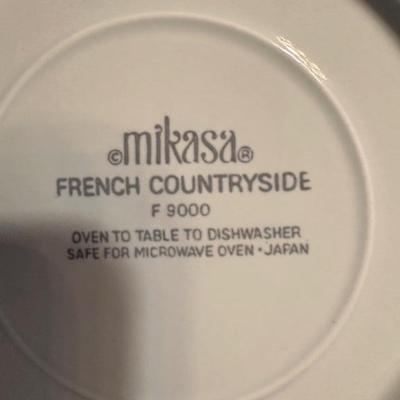 ©mikasa®
FRENCH COUNTRYSIDE
F 9000
OVEN TO TABLE TO DISHWASHER
SAFE FOR MICROWAVE OVEN • JAPAN